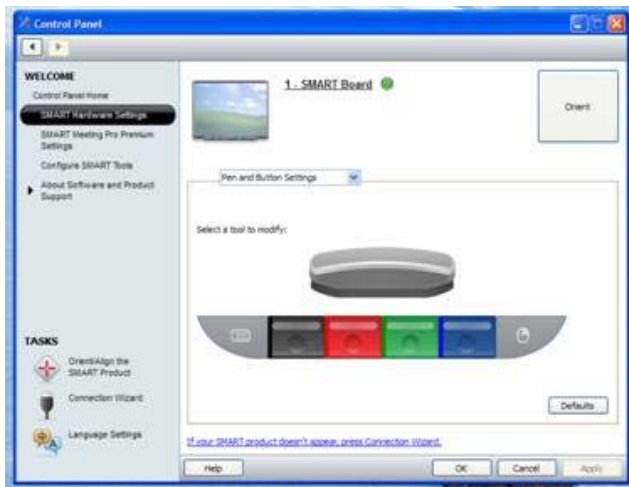 Control Panel
WELCOME
Control Panel Home
SMART Hardware Settings
SMART Meeting Pro Premium
Settings
Configure SMART Tools
About Software and Product
Support
1 - SMART Board
Orient
Pen and Button Settings
Select a tool to modify:
TASKS
Orient/Align the
SMART Product
Connection Wizard
Language Settings
Defaults
If your SMART product doesn't appear, press Connection Wizard.
Help
OK
Cancel
Apply